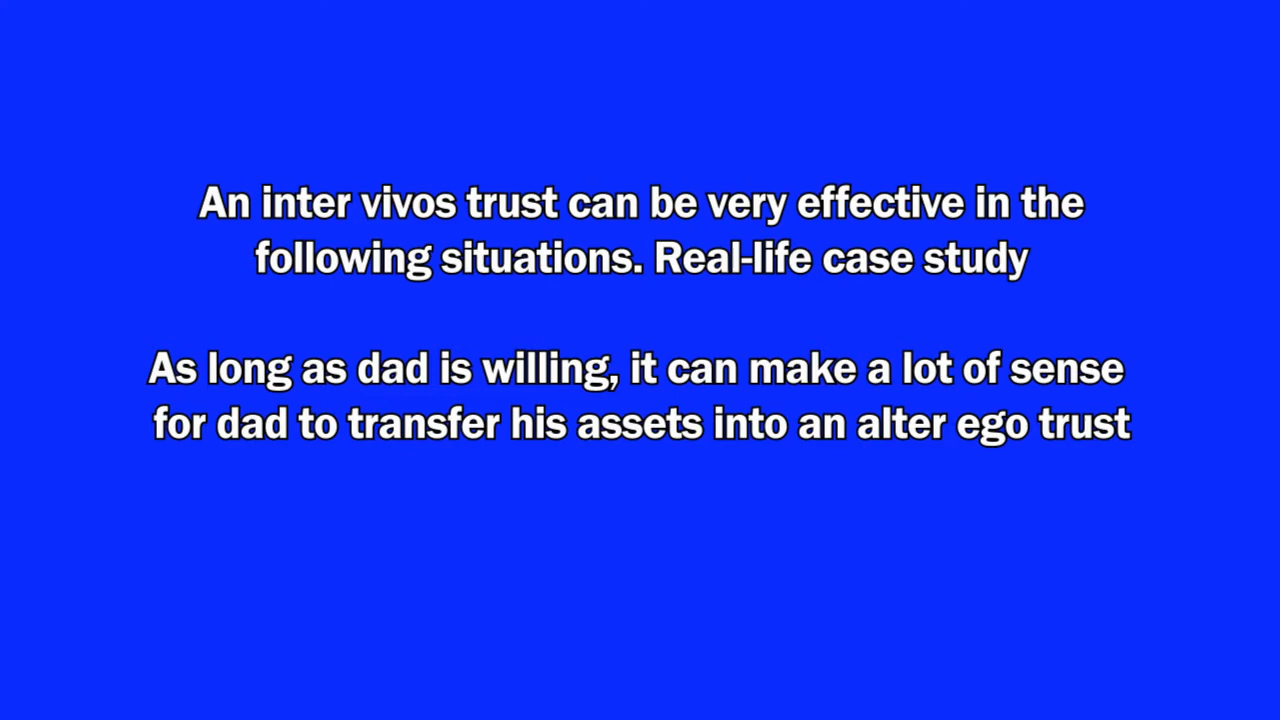 An inter vivos trust can be very effective in the
following situations. Real-life case study
As long as dad is willing, it can make a lot of sense
for dad to transfer his assets into an alter ego trust